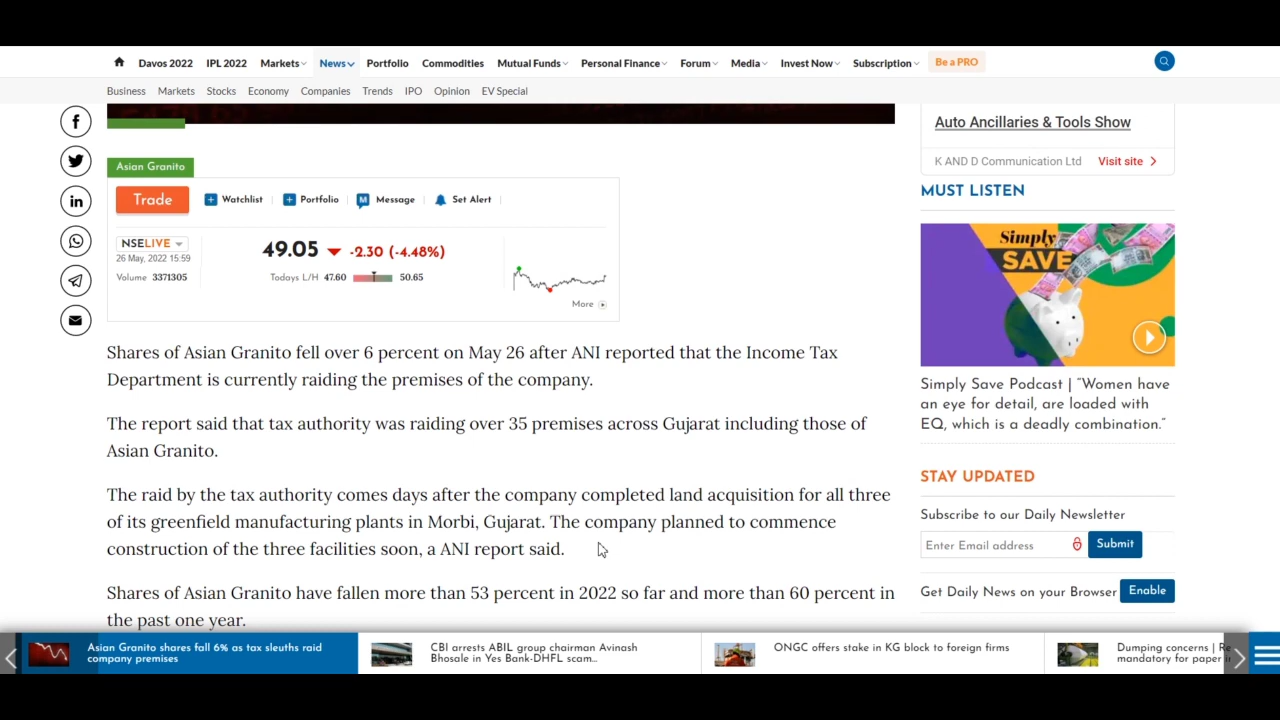 Davos 2022 IPL 2022 Markets News Portfolio Commodities Mutual Funds Personal Finance Forum Media Invest Now Subscription Be a PRO
Business Markets Stocks Economy Companies Trends IPO Opinion EV Special
Asian Granito
Trade Watchlist Portfolio M Message Set Alert
NSELIVE
26 May, 2022 15:59
Volume 3371305
49.05 -2.30 (-4.48%)
Todays L/H 47.60 50.65
More
Shares of Asian Granito fell over 6 percent on May 26 after ANI reported that the Income Tax
Department is currently raiding the premises of the company.
The report said that tax authority was raiding over 35 premises across Gujarat including those of
Asian Granito.
The raid by the tax authority comes days after the company completed land acquisition for all three
of its greenfield manufacturing plants in Morbi, Gujarat. The company planned to commence
construction of the three facilities soon, a ANI report said.
Shares of Asian Granito have fallen more than 53 percent in 2022 so far and more than 60 percent in
the past one year.
Auto Ancillaries & Tools Show
K AND D Communication Ltd Visit site
MUST LISTEN
Simply
SAVE
Simply Save Podcast | “Women have
an eye for detail, are loaded with
EQ, which is a deadly combination.”
STAY UPDATED
Subscribe to our Daily Newsletter
Enter Email address Submit
Get Daily News on your Browser Enable
Asian Granito shares fall 6% as tax sleuths raid
company premises
CBI arrests ABIL group chairman Avinash
Bhosale in Yes Bank-DHFL scam...
ONGC offers stake in KG block to foreign firms
Dumping concerns |
mandatory for paper